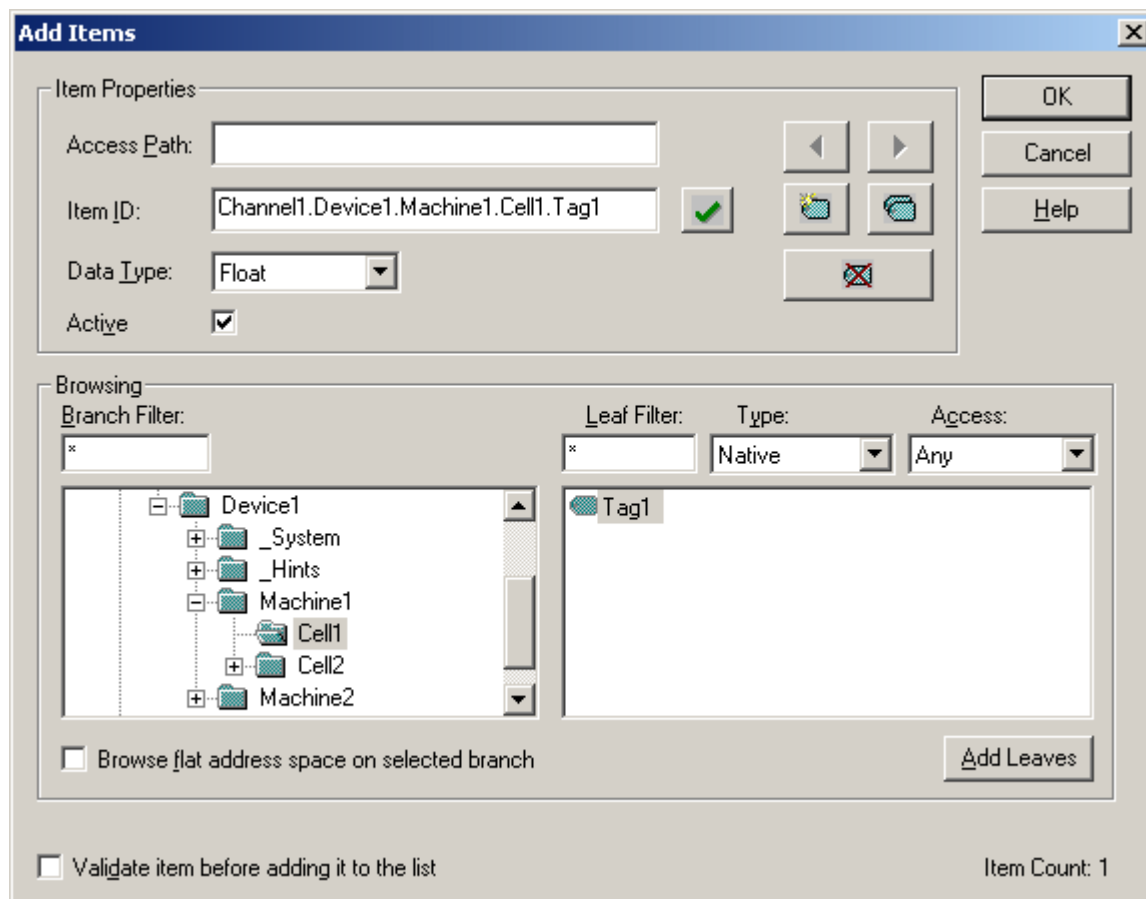 Add Items
Item Properties
Access Path:
Item ID:
Channel1.Device1.Machine1.Cell1.Tag1
Data Type:
Float
Active
OK
Cancel
Help
Browsing
Branch Filter:
*
Leaf Filter:
*
Type:
Native
Access:
Any
Device1
_System
_Hints
Machine1
Cell1
Cell2
Machine2
Tag1
Browse flat address space on selected branch
Add Leaves
Validate item before adding it to the list
Item Count: 1